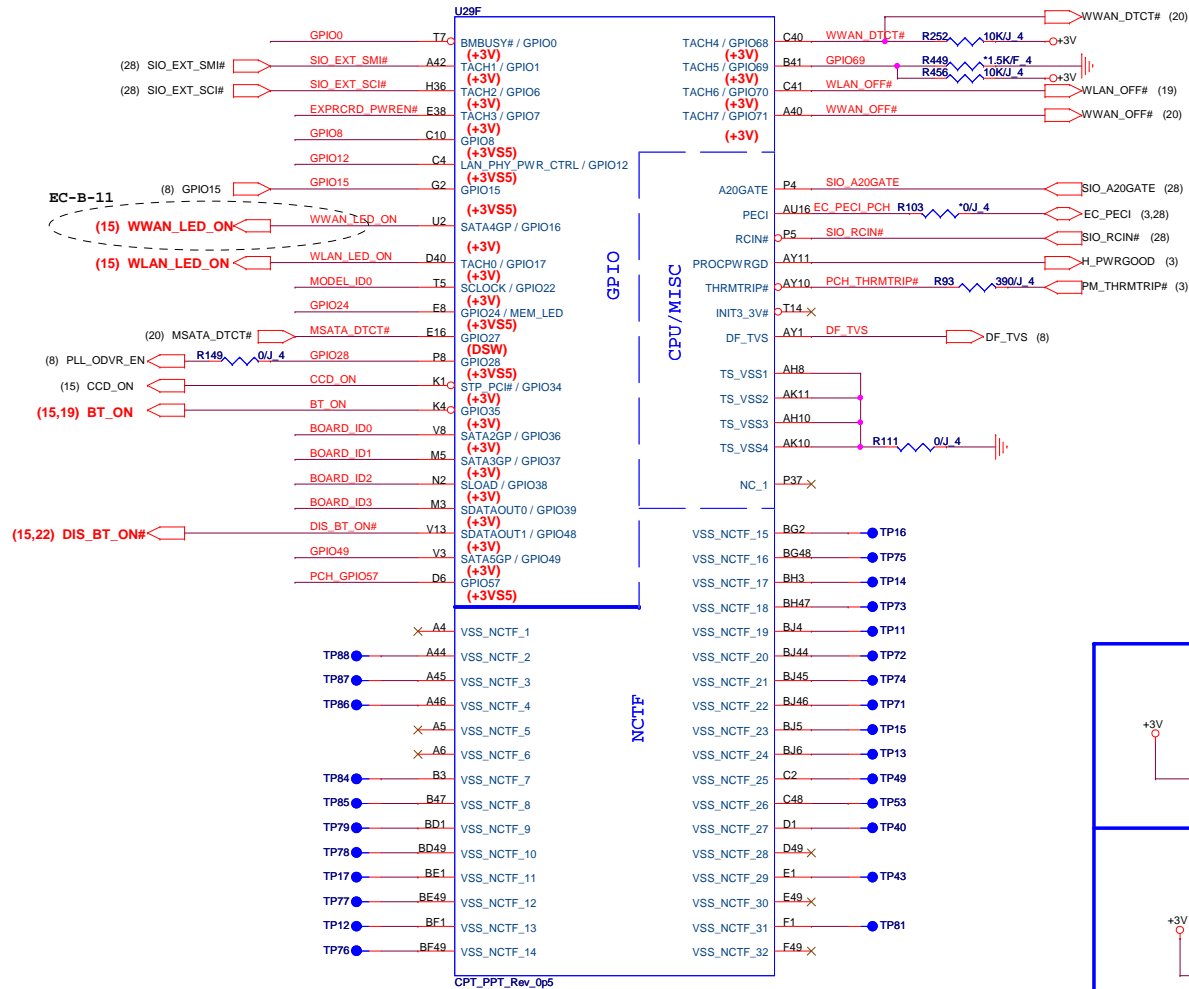 U29F
GPIO0 T7 BMBUSY# / GPIO0
(+3V)
(28) SIO_EXT_SMI# SIO_EXT_SMI# A42 TACH1 / GPIO1
(+3V)
(28) SIO_EXT_SCI# SIO_EXT_SCI# H36 TACH2 / GPIO6
(+3V)
EXPRCRD_PWREN# E38 TACH3 / GPIO7
(+3V)
GPIO8 C10 GPIO8
(+3VS5)
GPIO12 C4 LAN_PHY_PWR_CTRL / GPIO12
(+3VS5)
EC-B-11
(8) GPIO15 GPIO15 G2 GPIO15
(+3VS5)
(15) WWAN_LED_ON WWAN_LED_ON U2 SATA4GP / GPIO16
(+3V)
(15) WLAN_LED_ON WLAN_LED_ON D40 TACH0 / GPIO17
(+3V)
MODEL_ID0 T5 SCLOCK / GPIO22
(+3V)
GPIO24 E8 GPIO24 / MEM_LED
(+3VS5)
(20) MSATA_DTCT# MSATA_DTCT# E16 GPIO27
(DSW)
(8) PLL_ODVR_EN R149 0/J_4 GPIO28 P8 GPIO28
(+3VS5)
(15) CCD_ON CCD_ON K1 STP_PCI# / GPIO34
(+3V)
(15,19) BT_ON BT_ON K4 GPIO35
(+3V)
BOARD_ID0 V8 SATA2GP / GPIO36
(+3V)
BOARD_ID1 M5 SATA3GP / GPIO37
(+3V)
BOARD_ID2 N2 SLOAD / GPIO38
(+3V)
BOARD_ID3 M3 SDATAOUT0 / GPIO39
(+3V)
(15,22) DIS_BT_ON# DIS_BT_ON# V13 SDATAOUT1 / GPIO48
(+3V)
GPIO49 V3 SATA5GP / GPIO49
(+3V)
PCH_GPIO57 D6 GPIO57
(+3VS5)
GPIO
A4 VSS_NCTF_1
TP88 A44 VSS_NCTF_2
TP87 A45 VSS_NCTF_3
TP86 A46 VSS_NCTF_4
A5 VSS_NCTF_5
A6 VSS_NCTF_6
TP84 B3 VSS_NCTF_7
TP85 B47 VSS_NCTF_8
TP79 BD1 VSS_NCTF_9
TP78 BD49 VSS_NCTF_10
TP17 BE1 VSS_NCTF_11
TP77 BE49 VSS_NCTF_12
TP12 BF1 VSS_NCTF_13
TP76 BF49 VSS_NCTF_14
NCTF
CPT_PPT_Rev_0p5
WWAN_DTCT# (20)
TACH4 / GPIO68 C40 WWAN_DTCT# R252 10K/J_4 +3V
(+3V)
TACH5 / GPIO69 B41 GPIO69 R449 *1.5K/F_4
(+3V)
R456 10K/J_4 +3V
TACH6 / GPIO70 C41 WLAN_OFF# WLAN_OFF# (19)
(+3V)
TACH7 / GPIO71 A40 WWAN_OFF# WWAN_OFF# (20)
(+3V)
CPU/MISC
A20GATE P4 SIO_A20GATE SIO_A20GATE (28)
PECI AU16 EC_PECI_PCH R103 *0/J_4 EC_PECI (3,28)
RCIN# P5 SIO_RCIN# SIO_RCIN# (28)
PROCPWRGD AY11 H_PWRGOOD (3)
THRMTRIP# AY10 PCH_THRMTRIP# R93 390/J_4 PM_THRMTRIP# (3)
INIT3_3V# T14
DF_TVS AY1 DF_TVS DF_TVS (8)
TS_VSS1 AH8
TS_VSS2 AK11
TS_VSS3 AH10
TS_VSS4 AK10 R111 0/J_4
NC_1 P37
VSS_NCTF_15 BG2 TP16
VSS_NCTF_16 BG48 TP75
VSS_NCTF_17 BH3 TP14
VSS_NCTF_18 BH47 TP73
VSS_NCTF_19 BJ4 TP11
VSS_NCTF_20 BJ44 TP72
VSS_NCTF_21 BJ45 TP74
VSS_NCTF_22 BJ46 TP71
VSS_NCTF_23 BJ5 TP15
VSS_NCTF_24 BJ6 TP13
VSS_NCTF_25 C2 TP49
VSS_NCTF_26 C48 TP53
VSS_NCTF_27 D1 TP40
VSS_NCTF_28 D49
VSS_NCTF_29 E1 TP43
VSS_NCTF_30 E49
VSS_NCTF_31 F1 TP81
VSS_NCTF_32 F49
+3V
+3V